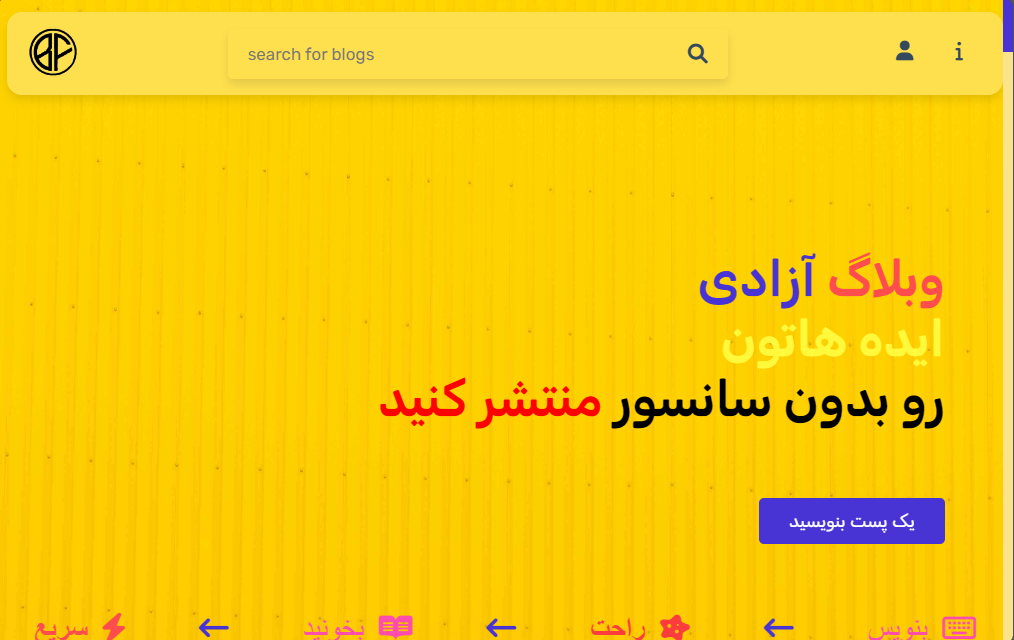 search for blogs
وبلاگ آزادی
ایده هاتون
رو بدون سانسور منتشر کنید
یک پست بنویسید
بنویس راحت بخونید سریع